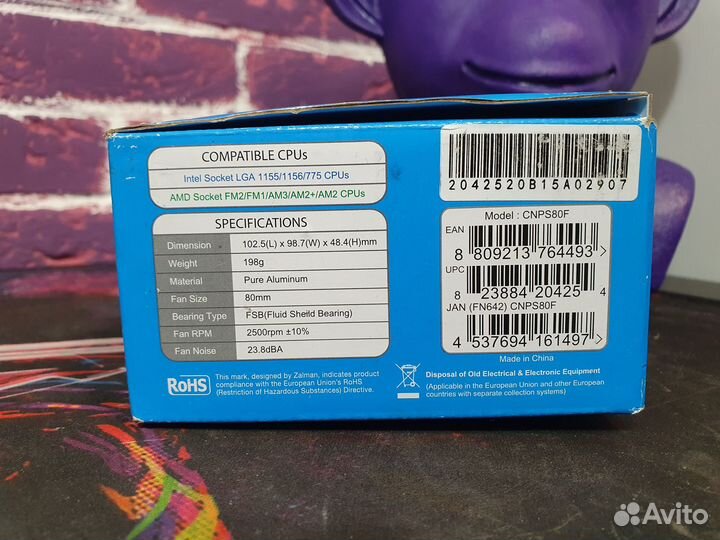 COMPATIBLE CPUs
Intel Socket LGA 1155/1156/775 CPUs
AMD Socket FM2/FM1/AM3/AM2+/AM2 CPUs
SPECIFICATIONS
Dimension 102.5(L) x 98.7(W) x 48.4(H)mm
Weight 198g
Material Pure Aluminum
Fan Size 80mm
Bearing Type FSB(Fluid Sheild Bearing)
Fan RPM 2500rpm ±10%
Fan Noise 23.8dBA
RoHS
This mark, designed by Zalman, indicates product
compliance with the European Union's RoHS
(Restriction of Hazardous Substances) Directive.
2042520B15A02907
Model : CNPS80F
EAN
8 809213 764493 >
UPC
8 23884 20425 4
JAN (FN642) CNPS80F
4 537694 161497 >
Made in China
Disposal of Old Electrical & Electronic Equipment
(Applicable in the European Union and other European
countries with separate collection systems)
Avito